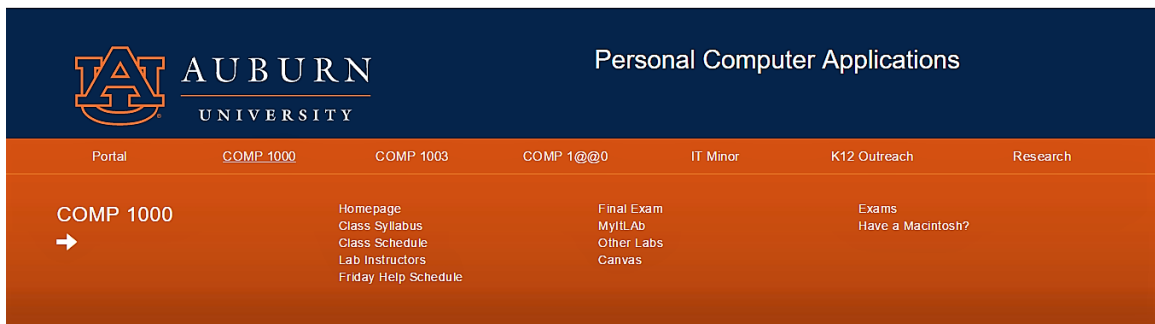 AUBURN
UNIVERSITY
Personal Computer Applications
Portal COMP 1000 COMP 1003 COMP 1@@0 IT Minor K12 Outreach Research
COMP 1000
Homepage
Class Syllabus
Class Schedule
Lab Instructors
Friday Help Schedule
Final Exam
MyItLAb
Other Labs
Canvas
Exams
Have a Macintosh?